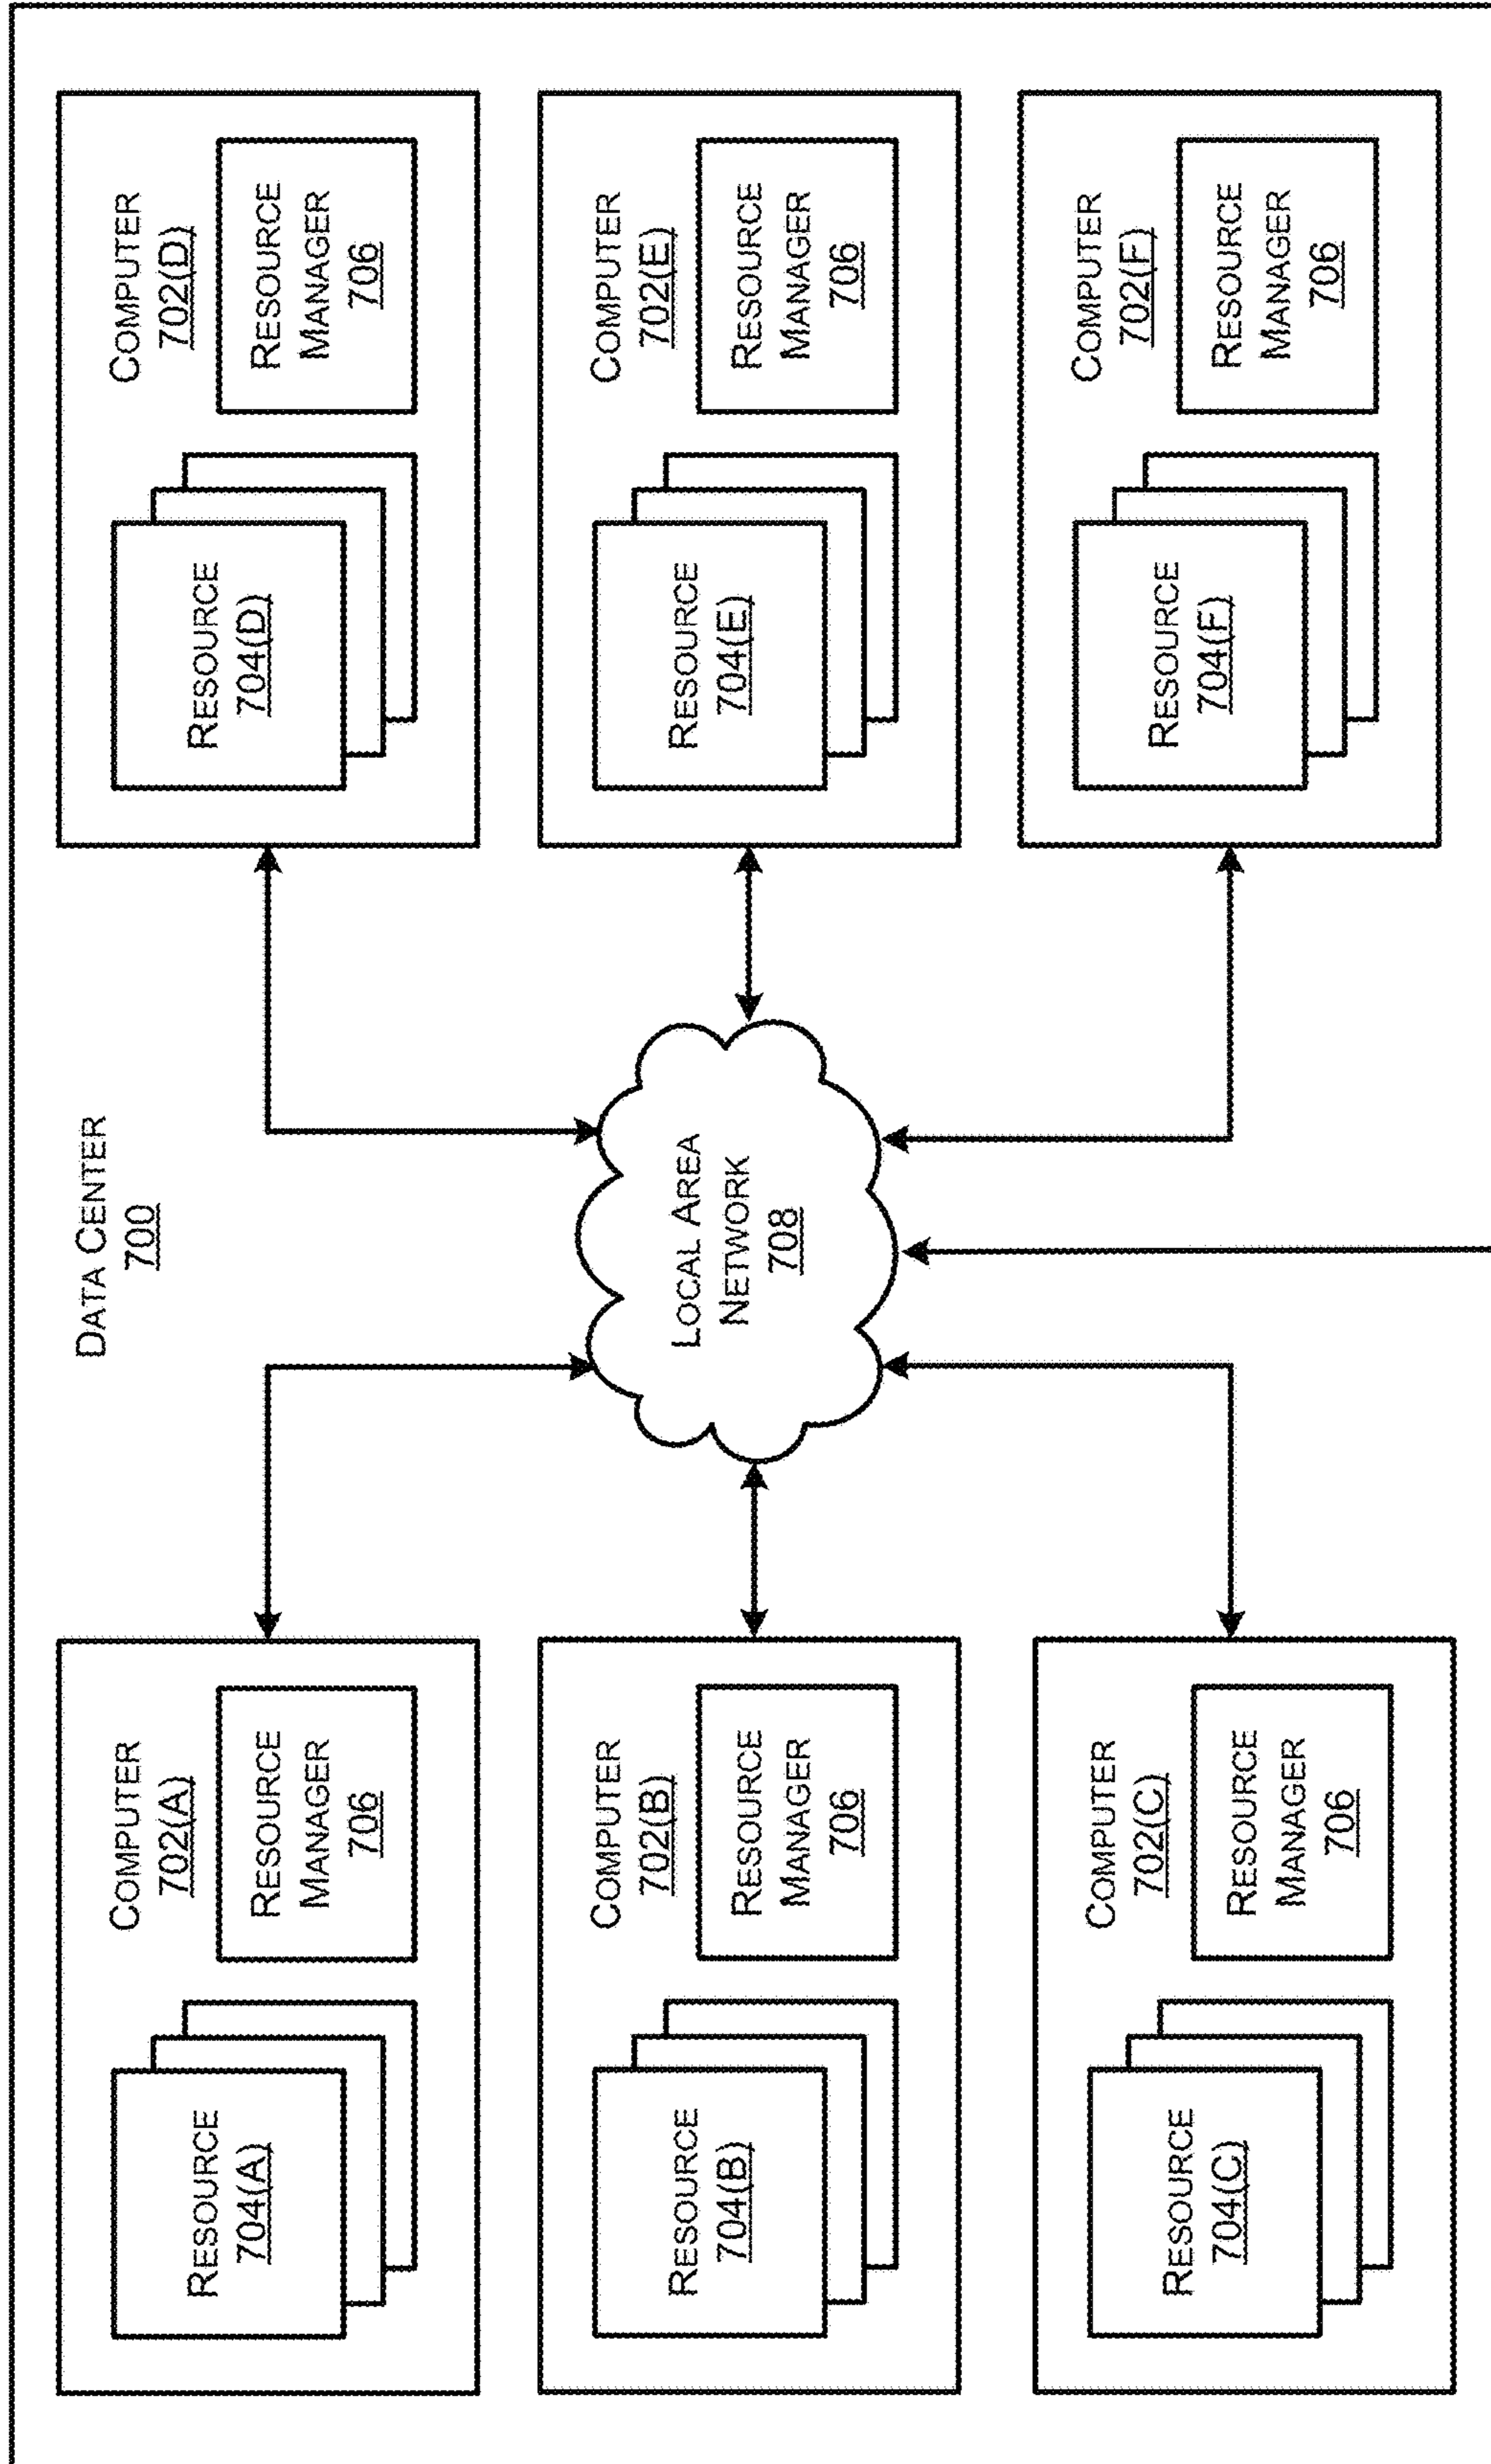 DATA CENTER
700
COMPUTER
702(A)
RESOURCE
704(A)
RESOURCE
MANAGER
706
COMPUTER
702(B)
RESOURCE
704(B)
RESOURCE
MANAGER
706
COMPUTER
702(C)
RESOURCE
704(C)
RESOURCE
MANAGER
706
LOCAL AREA
NETWORK
708
COMPUTER
702(D)
RESOURCE
704(D)
RESOURCE
MANAGER
706
COMPUTER
702(E)
RESOURCE
704(E)
RESOURCE
MANAGER
706
COMPUTER
702(F)
RESOURCE
704(F)
RESOURCE
MANAGER
706